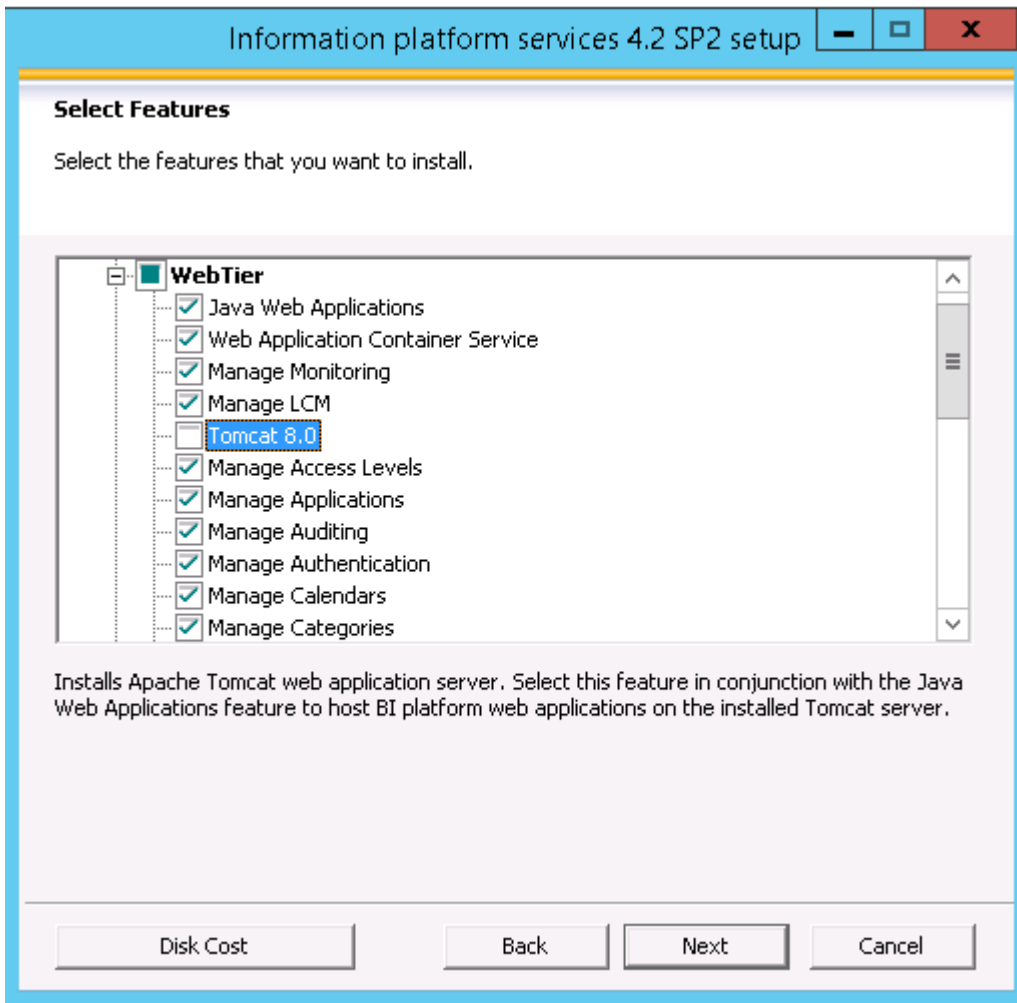 Information platform services 4.2 SP2 setup
Select Features
Select the features that you want to install.
WebTier
Java Web Applications
Web Application Container Service
Manage Monitoring
Manage LCM
Tomcat 8.0
Manage Access Levels
Manage Applications
Manage Auditing
Manage Authentication
Manage Calendars
Manage Categories
Installs Apache Tomcat web application server. Select this feature in conjunction with the Java
Web Applications feature to host BI platform web applications on the installed Tomcat server.
Disk Cost Back Next Cancel